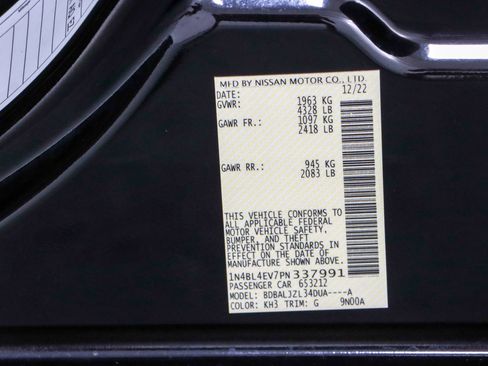 MFD BY NISSAN MOTOR CO., LTD.
DATE: 12/22
GVWR: 1963 KG
4328 LB
GAWR FR.: 1097 KG
2418 LB
GAWR RR.: 945 KG
2083 LB
THIS VEHICLE CONFORMS TO
ALL APPLICABLE FEDERAL
MOTOR VEHICLE SAFETY,
BUMPER, AND THEFT
PREVENTION STANDARDS IN
EFFECT ON THE DATE OF
MANUFACTURE SHOWN ABOVE.
1N4BL4EV7PN337991
PASSENGER CAR 653212
MODEL: BDBALJZL34DUA----A
COLOR: KH3 TRIM: G 9N00A